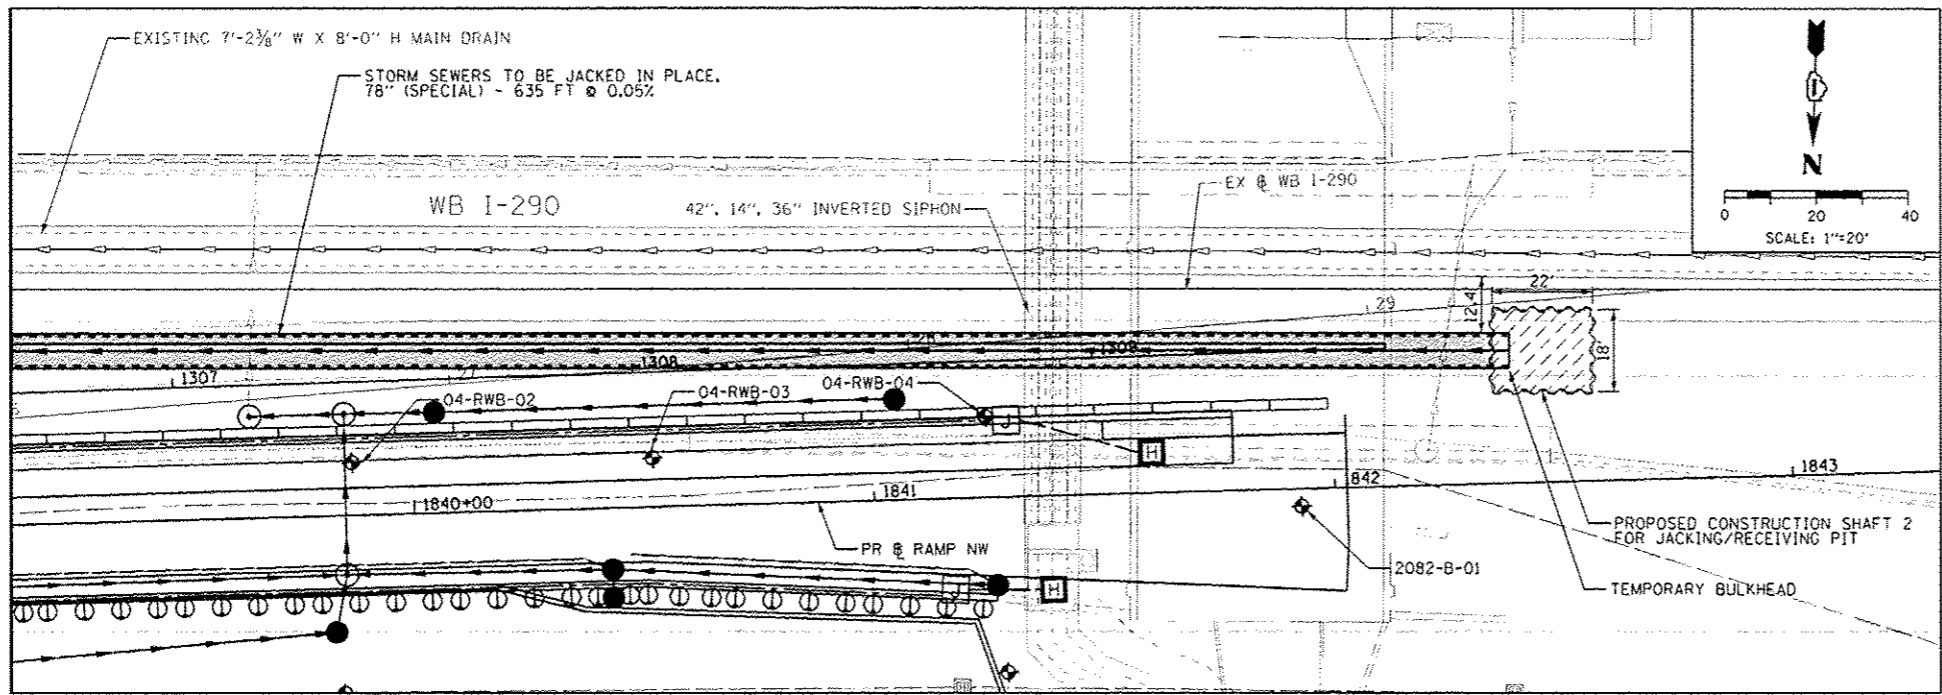 EXISTING 7'-2⅜" W X 8'-0" H MAIN DRAIN
STORM SEWERS TO BE JACKED IN PLACE.
78" (SPECIAL) - 635 FT @ 0.05%
WB I-290
42", 14", 36" INVERTED SIPHON
EX ℄ WB I-290
N
0 20 40
SCALE: 1"=20'
22'
12.4'
18'
29
28
27
1307
1308
1309
04-RWB-02
04-RWB-03
04-RWB-04
J
H
1840+00
1841
1842
1843
PR ℄ RAMP NW
PROPOSED CONSTRUCTION SHAFT 2
FOR JACKING/RECEIVING PIT
2082-B-01
TEMPORARY BULKHEAD
J
H